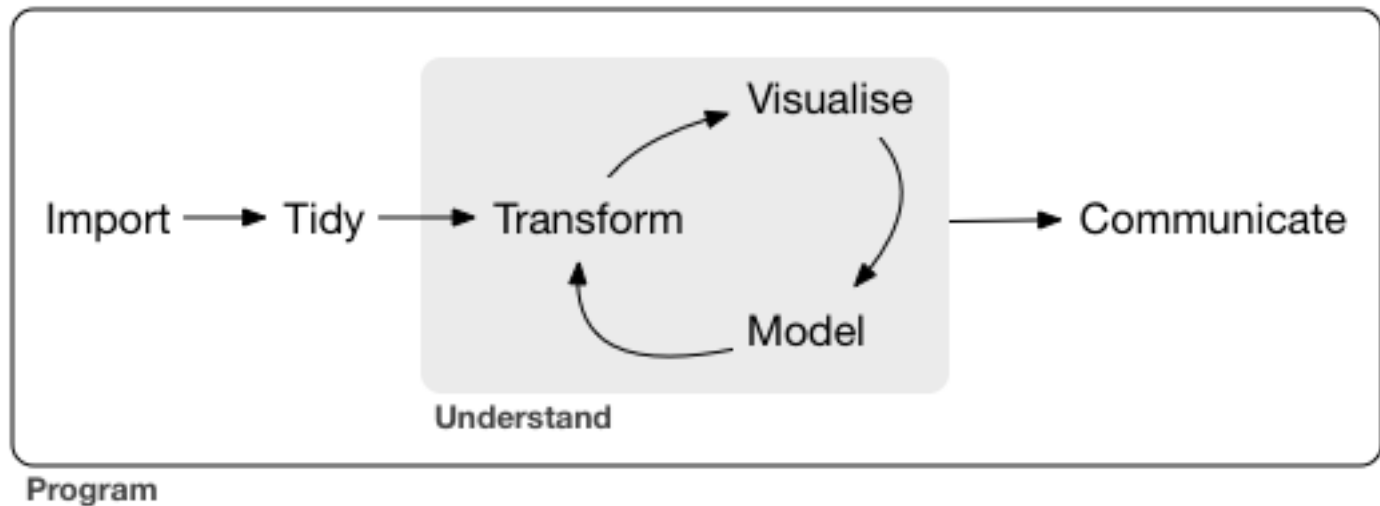 Visualise
Import
Tidy
Transform
Communicate
Model
Understand
Program